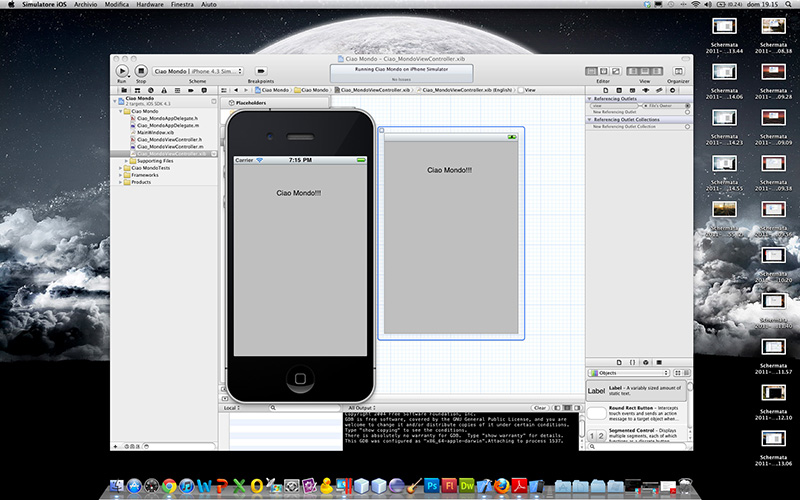 Simulatore iOS Archivio Modifica Hardware Finestra Aiuto
(0.24) dom 19.15
Ciao Mondo - Ciao_MondoViewController.xib
Running Ciao Mondo on iPhone Simulator
No Issues
Ciao Mondo | iPhone 4.3 Sim...
Run Stop Scheme Breakpoints Editor View Organizer
Ciao Mondo Ciao Mondo Ciao_MondoViewController.xib Ciao_MondoViewController.xib (English) View
Ciao Mondo
2 targets, iOS SDK 4.3
Ciao Mondo
Ciao_MondoAppDelegate.h
Ciao_MondoAppDelegate.m
MainWindow.xib
Ciao_MondoViewController.h
Ciao_MondoViewController.m
Ciao_MondoViewController.xib
Supporting Files
Ciao MondoTests
Frameworks
Products
Placeholders
Carrier 7:15 PM
Ciao Mondo!!!
Ciao Mondo!!!
Referencing Outlets
view File's Owner
New Referencing Outlet
Referencing Outlet Collections
New Referencing Outlet Collection
Objects
Label
Label - A variably sized amount of static text.
Round Rect Button - Intercepts touch events and sends an action message to a target object when...
1 2
Segmented Control - Displays multiple segments, each of which
Local
All Output
Clear
Copyright 2004 Free Software Foundation, Inc.
GDB is free software, covered by the GNU General Public License, and you are
welcome to change it and/or distribute copies of it under certain conditions.
Type "show copying" to see the conditions.
There is absolutely no warranty for GDB. Type "show warranty" for details.
This GDB was configured as "x86_64-apple-darwin".Attaching to process 1537.
Schermata
2011-...13.44
Schermata
2011-...08.38
Schermata
2011-...14.06
Schermata
2011-...09.28
Schermata
2011-...14.23
Schermata
2011-...09.09
Schermata
2011-...14.55
Schermata
2011-...09.38
Schermata
Schermata
Schermata
2011-...10.20
Schermata
Schermata
2011-...11.57
Schermata
2011-...12.10
Schermata
2011-...13.06
Ps Fl Dw